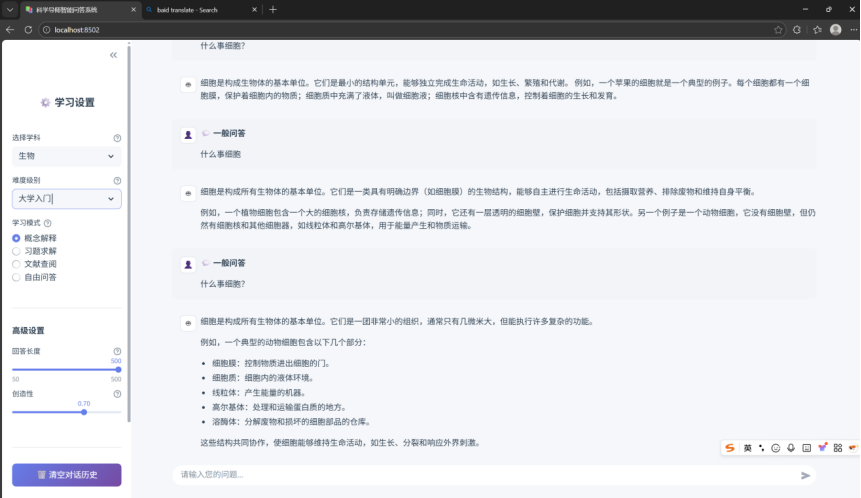 科学导师智能问答系统
baid translate - Search
localhost:8502
什么事细胞?
细胞是构成生物体的基本单位。它们是最小的结构单元，能够独立完成生命活动，如生长、繁殖和代谢。 例如，一个苹果的细胞就是一个典型的例子。每个细胞都有一个细
胞膜，保护着细胞内的物质；细胞质中充满了液体，叫做细胞液；细胞核中含有遗传信息，控制着细胞的生长和发育。
学习设置
一般问答
选择学科
什么事细胞
生物
难度级别
细胞是构成所有生物体的基本单位。它们是一类具有明确边界（如细胞膜）的生物结构，能够自主进行生命活动，包括摄取营养、排除废物和维持自身平衡。
大学入门
例如，一个植物细胞包含一个大的细胞核，负责存储遗传信息；同时，它还有一层透明的细胞壁，保护细胞并支持其形状。另一个例子是一个动物细胞，它没有细胞壁，但仍
然有细胞核和其他细胞器，如线粒体和高尔基体，用于能量产生和物质运输。
学习模式
概念解释
习题求解
文献查阅
自由问答
一般问答
什么事细胞?
高级设置
细胞是构成所有生物体的基本单位。它们是一团非常小的组织，通常只有几微米大，但能执行许多复杂的功能。
回答长度
例如，一个典型的动物细胞包含以下几个部分：
500
50 500
创造性
0.70
• 细胞膜：控制物质进出细胞的门。
• 细胞质：细胞内的液体环境。
• 线粒体：产生能量的机器。
• 高尔基体：处理和运输蛋白质的地方。
• 溶酶体：分解废物和损坏的细胞部品的仓库。
这些结构共同协作，使细胞能够维持生命活动，如生长、分裂和响应外界刺激。
英
清空对话历史
请输入您的问题...